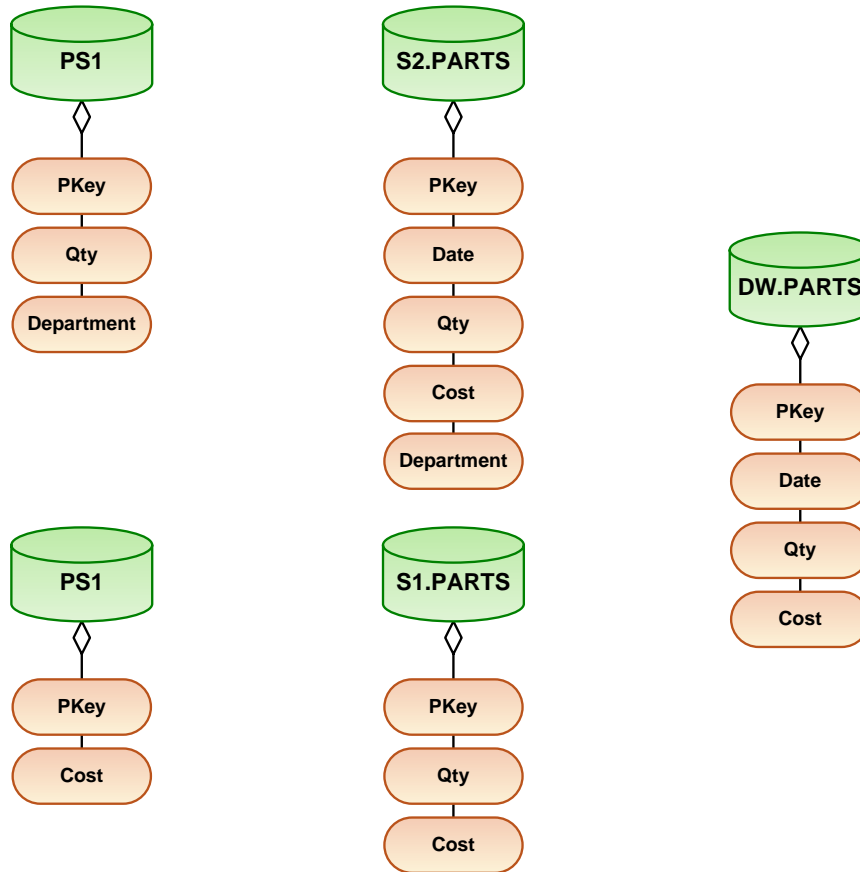 PS1
PKey
Qty
Department
S2.PARTS
PKey
Date
Qty
Cost
Department
DW.PARTS
PKey
Date
Qty
Cost
PS1
PKey
Cost
S1.PARTS
PKey
Qty
Cost